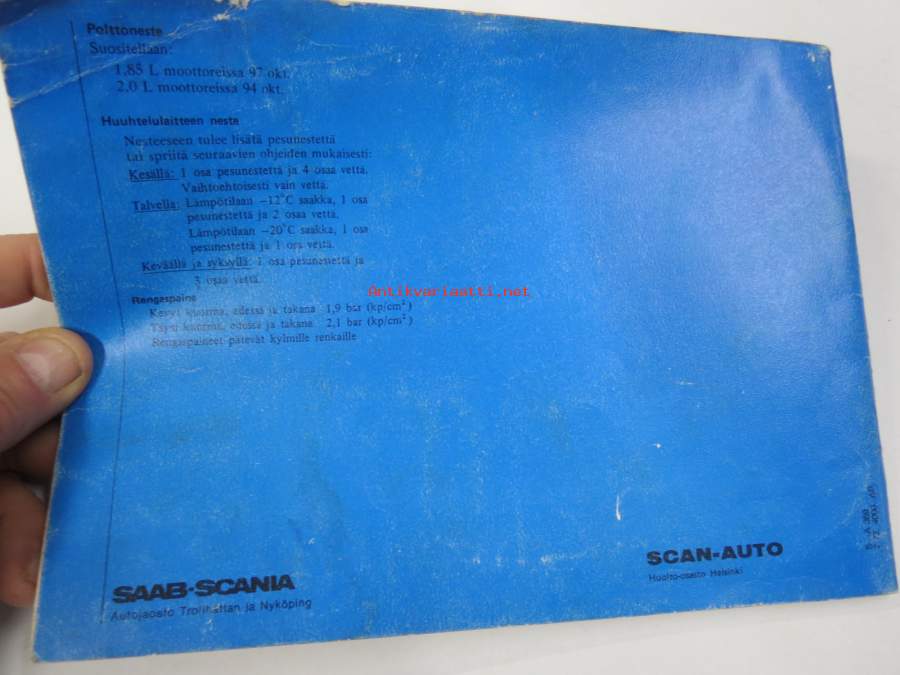 Polttoneste
Suositellaan:
1,85 L moottoreissa 97 okt.
2,0 L moottoreissa 94 okt.
Huuhtelulaitteen neste
Nesteeseen tulee lisätä pesunestettä
tai spriitä seuraavien ohjeiden mukaisesti:
Kesällä: 1 osa pesunestettä ja 4 osaa vettä.
Vaihtoehtoisesti vain vettä.
Talvella: Lämpötilaan -12°C saakka, 1 osa
pesunestettä ja 2 osaa vettä.
Lämpötilaan -20°C saakka, 1 osa
pesunestettä ja 1 osa vettä.
Keväällä ja syksyllä: 1 osa pesunestettä ja
3 osaa vettä.
Rengaspaine
Kevyt kuorma, edessä ja takana 1,9 bar (kp/cm²)
Täysi kuorma, edessä ja takana 2,1 bar (kp/cm²)
Rengaspaineet pätevät kylmille renkaille
Antikvariaatti.net
SAAB-SCANIA
Autojaosto Trollhättan ja Nyköping
SCAN-AUTO
Huolto-osasto Helsinki